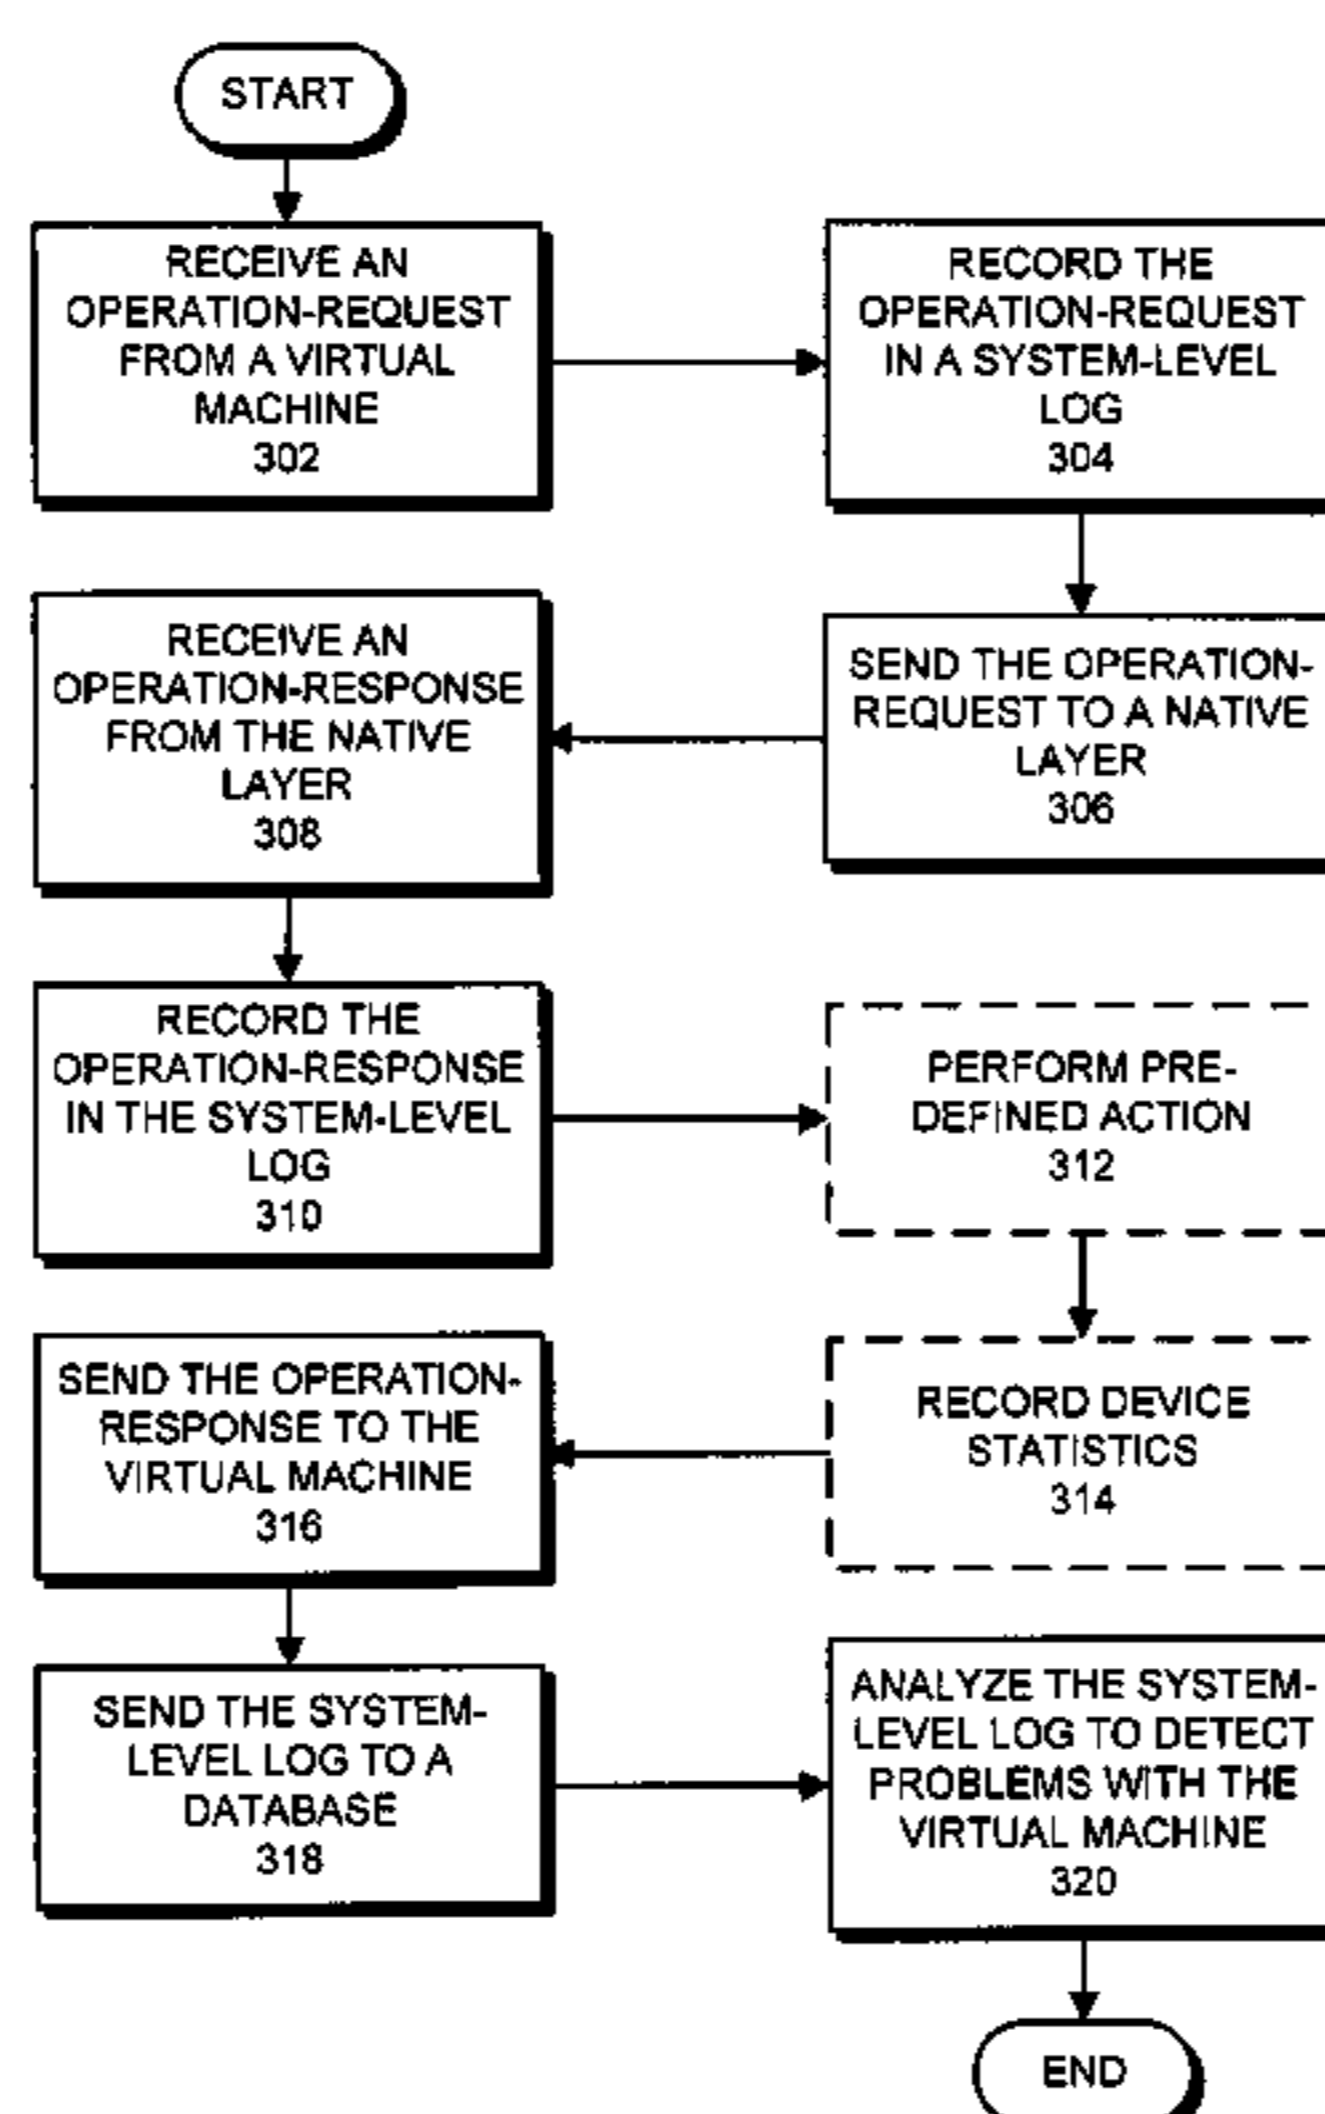 START
RECEIVE AN
OPERATION-REQUEST
FROM A VIRTUAL
MACHINE
302
RECORD THE
OPERATION-REQUEST
IN A SYSTEM-LEVEL
LOG
304
SEND THE OPERATION-
REQUEST TO A NATIVE
LAYER
306
RECEIVE AN
OPERATION-RESPONSE
FROM THE NATIVE
LAYER
308
RECORD THE
OPERATION-RESPONSE
IN THE SYSTEM-LEVEL
LOG
310
PERFORM PRE-
DEFINED ACTION
312
RECORD DEVICE
STATISTICS
314
SEND THE OPERATION-
RESPONSE TO THE
VIRTUAL MACHINE
316
SEND THE SYSTEM-
LEVEL LOG TO A
DATABASE
318
ANALYZE THE SYSTEM-
LEVEL LOG TO DETECT
PROBLEMS WITH THE
VIRTUAL MACHINE
320
END